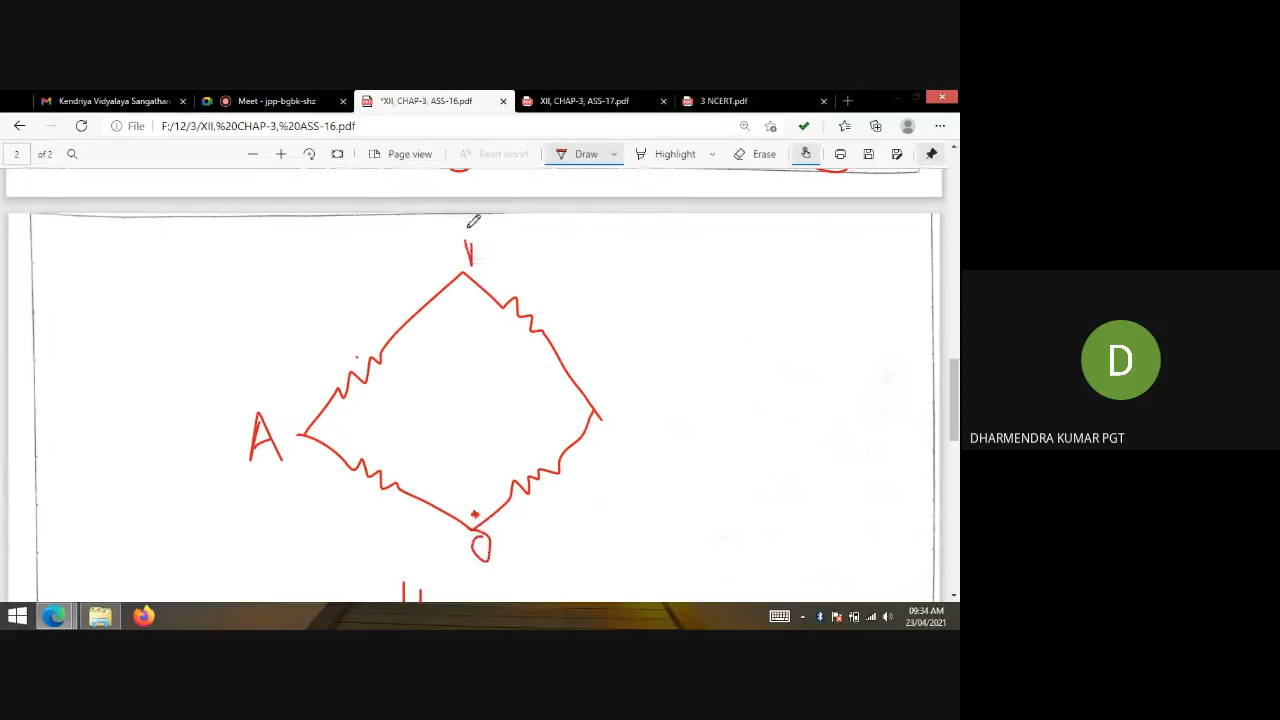 Kendriya Vidyalaya Sangathan
Meet - jpp-bgbk-shz
*XII, CHAP-3, ASS-16.pdf
XII, CHAP-3, ASS-17.pdf
3 NCERT.pdf
File
F:/12/3/XII,%20CHAP-3,%20ASS-16.pdf
2 of 2
Page view
Read aloud
Draw
Highlight
Erase
A
D
DHARMENDRA KUMAR PGT
09:34 AM
23/04/2021